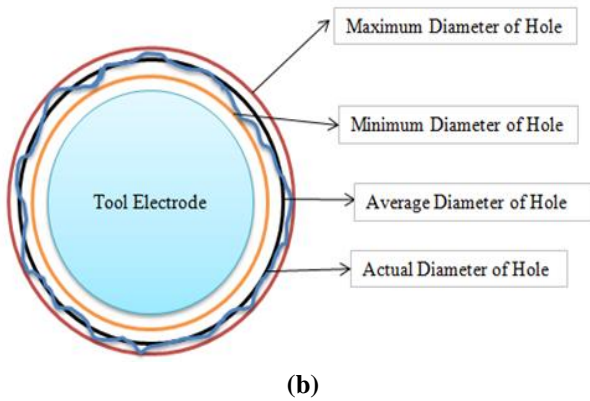 Maximum Diameter of Hole
Minimum Diameter of Hole
Tool Electrode
Average Diameter of Hole
Actual Diameter of Hole
(b)